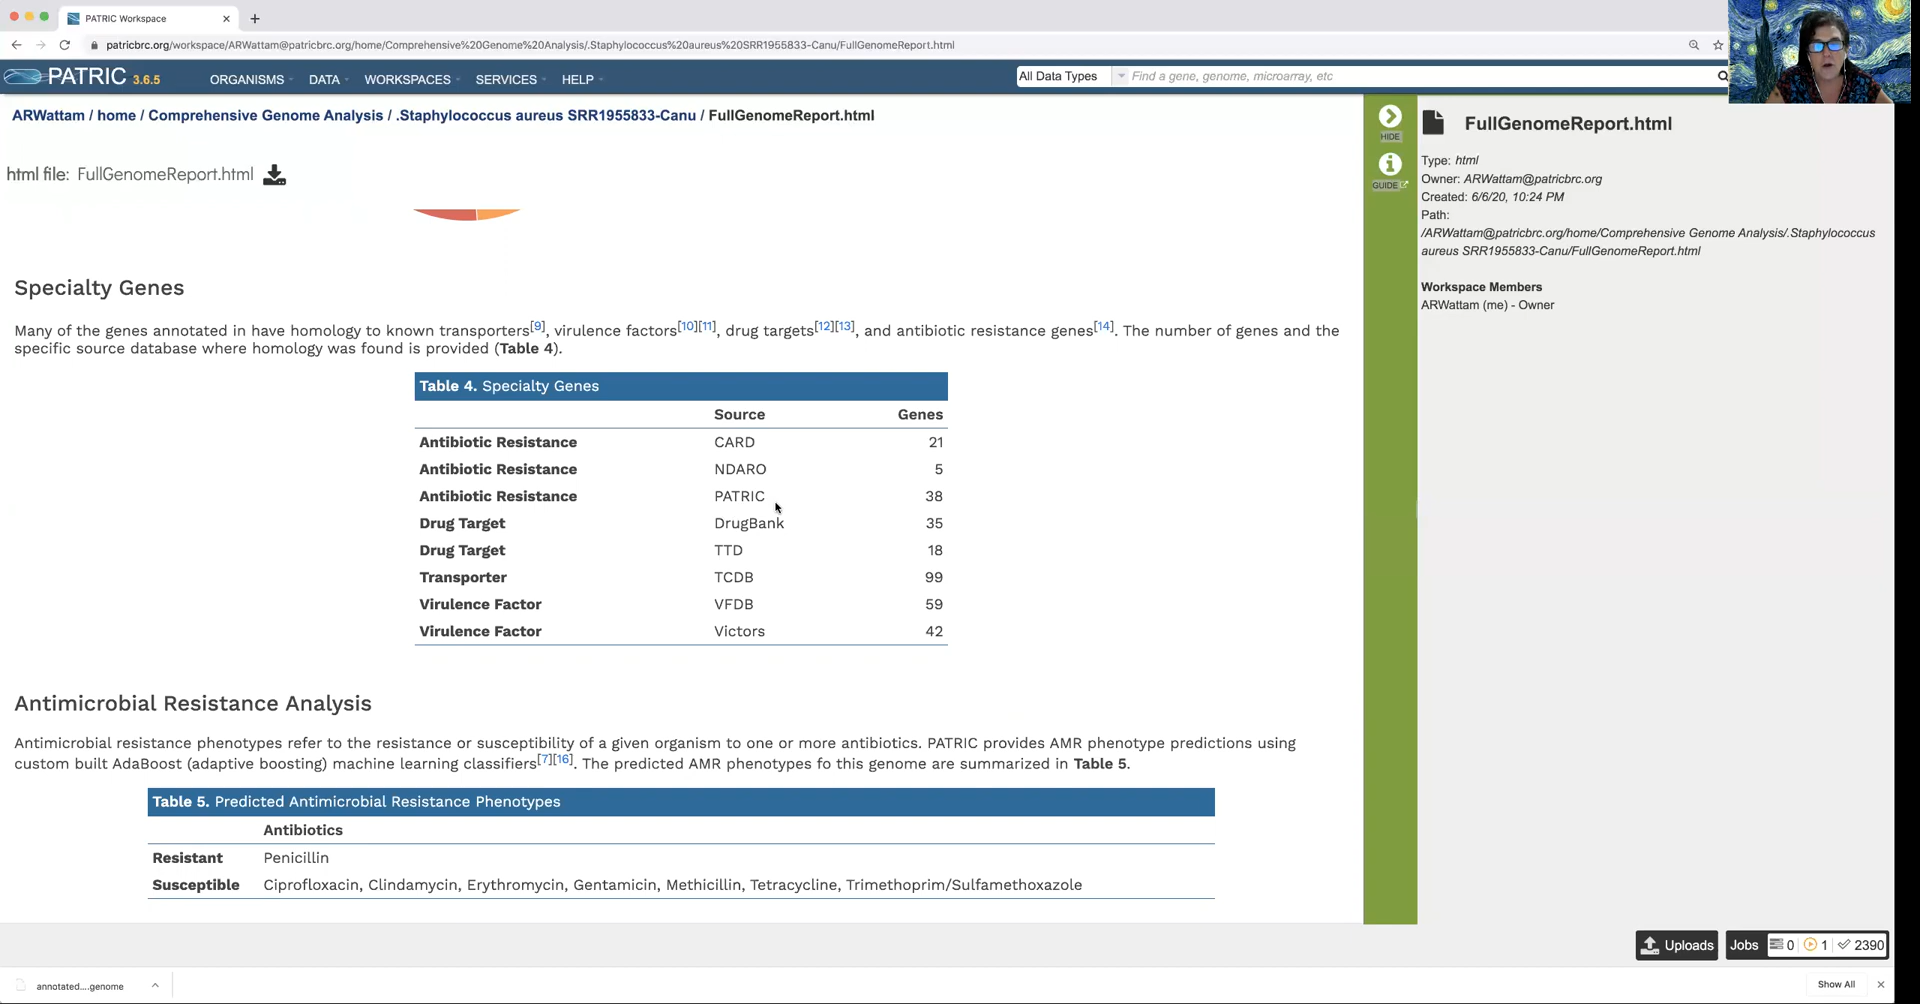 PATRIC Workspace
patricbrc.org/workspace/ARWattam@patricbrc.org/home/Comprehensive%20Genome%20Analysis/.Staphylococcus%20aureus%20SRR1955833-Canu/FullGenomeReport.html
PATRIC 3.6.5
ORGANISMS DATA WORKSPACES SERVICES HELP
All Data Types
Find a gene, genome, microarray, etc
ARWattam / home / Comprehensive Genome Analysis / .Staphylococcus aureus SRR1955833-Canu / FullGenomeReport.html
html file: FullGenomeReport.html
Specialty Genes
Many of the genes annotated in have homology to known transporters[9], virulence factors[10][11], drug targets[12][13], and antibiotic resistance genes[14]. The number of genes and the
specific source database where homology was found is provided (Table 4).
Table 4. Specialty Genes
Source Genes
Antibiotic Resistance CARD 21
Antibiotic Resistance NDARO 5
Antibiotic Resistance PATRIC 38
Drug Target DrugBank 35
Drug Target TTD 18
Transporter TCDB 99
Virulence Factor VFDB 59
Virulence Factor Victors 42
Antimicrobial Resistance Analysis
Antimicrobial resistance phenotypes refer to the resistance or susceptibility of a given organism to one or more antibiotics. PATRIC provides AMR phenotype predictions using
custom built AdaBoost (adaptive boosting) machine learning classifiers[7][16]. The predicted AMR phenotypes fo this genome are summarized in Table 5.
Table 5. Predicted Antimicrobial Resistance Phenotypes
Antibiotics
Resistant Penicillin
Susceptible Ciprofloxacin, Clindamycin, Erythromycin, Gentamicin, Methicillin, Tetracycline, Trimethoprim/Sulfamethoxazole
HIDE
GUIDE
FullGenomeReport.html
Type: html
Owner: ARWattam@patricbrc.org
Created: 6/6/20, 10:24 PM
Path:
/ARWattam@patricbrc.org/home/Comprehensive Genome Analysis/.Staphylococcus
aureus SRR1955833-Canu/FullGenomeReport.html
Workspace Members
ARWattam (me) - Owner
Uploads
Jobs 0 1 2390
annotated....genome
Show All